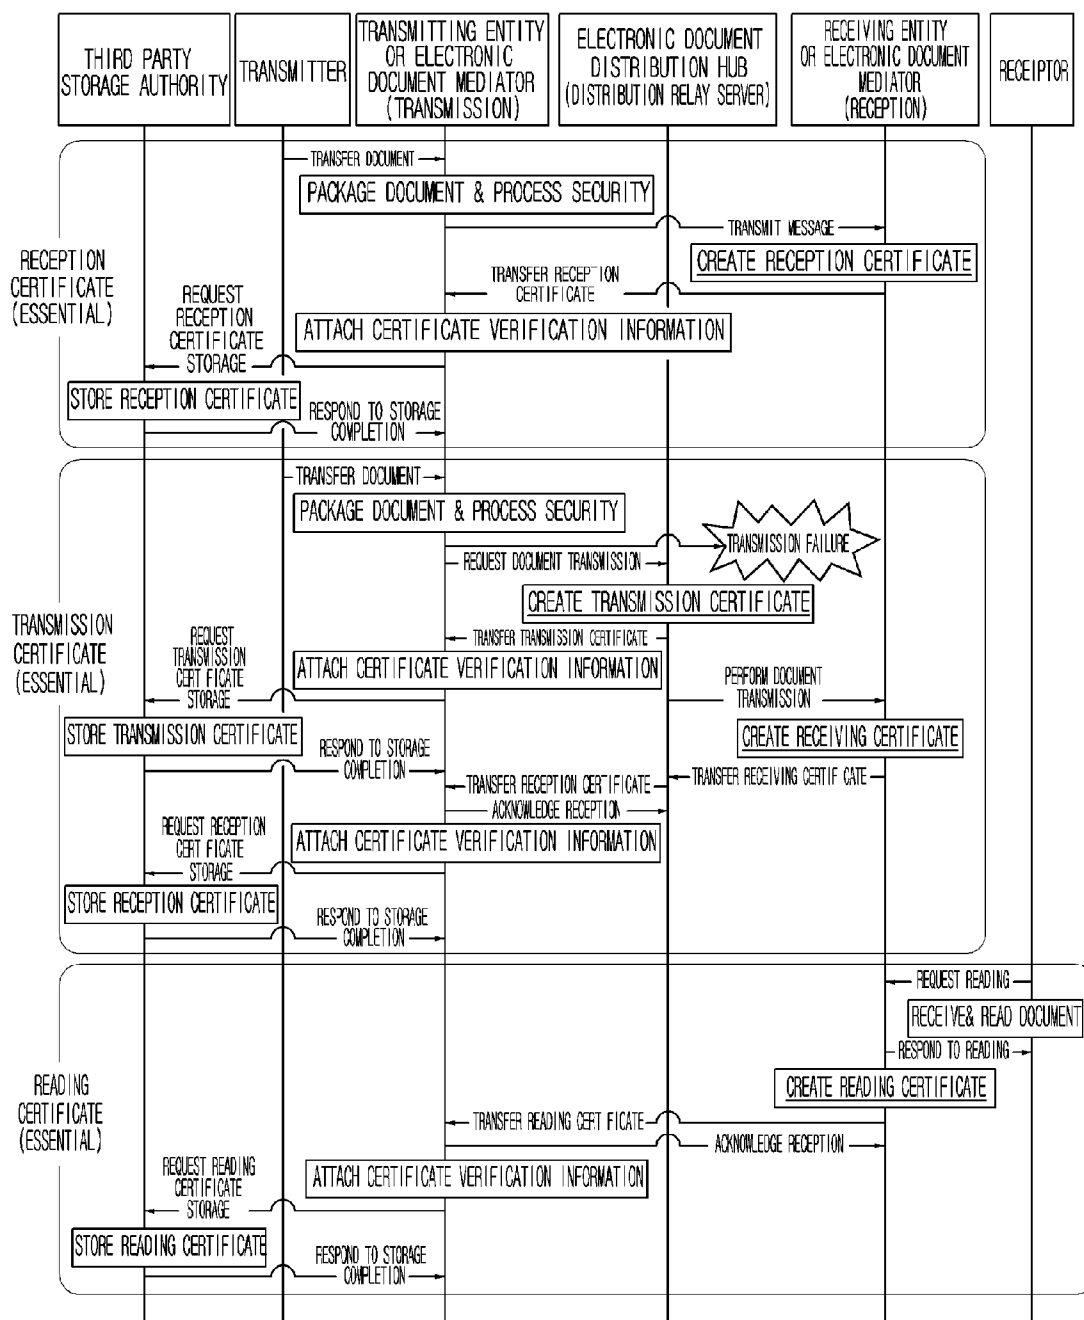 THIRD PARTY
STORAGE AUTHORITY
TRANSMITTER
TRANSMITTING ENTITY
OR ELECTRONIC
DOCUMENT MEDIATOR
(TRANSMISSION)
ELECTRONIC DOCUMENT
DISTRIBUTION HUB
(DISTRIBUTION RELAY SERVER)
RECEIVING ENTITY
OR ELECTRONIC DOCUMENT
MEDIATOR
(RECEPTION)
RECEIPTOR
RECEPTION
CERTIFICATE
(ESSENTIAL)
TRANSFER DOCUMENT
PACKAGE DOCUMENT & PROCESS SECURITY
TRANSMIT MESSAGE
CREATE RECEPTION CERTIFICATE
TRANSFER RECEPTION
CERTIFICATE
ATTACH CERTIFICATE VERIFICATION INFORMATION
REQUEST
RECEPTION
CERTIFICATE
STORAGE
STORE RECEPTION CERTIFICATE
RESPOND TO STORAGE
COMPLETION
TRANSMISSION
CERTIFICATE
(ESSENTIAL)
TRANSFER DOCUMENT
PACKAGE DOCUMENT & PROCESS SECURITY
TRANSMISSION FAILURE
REQUEST DOCUMENT TRANSMISSION
CREATE TRANSMISSION CERTIFICATE
TRANSFER TRANSMISSION CERTIFICATE
ATTACH CERTIFICATE VERIFICATION INFORMATION
REQUEST
TRANSMISSION
CERT FICATE
STORAGE
PERFORM DOCUMENT
TRANSMISSION
STORE TRANSMISSION CERTIFICATE
CREATE RECEIVING CERTIFICATE
RESPOND TO STORAGE
COMPLETION
TRANSFER RECEIVING CERTIF CATE
TRANSFER RECEPTION CERTIFICATE
ACKNOWLEDGE RECEPTION
ATTACH CERTIFICATE VERIFICATION INFORMATION
REQUEST RECEPTION
CERT FICATE
STORAGE
STORE RECEPTION CERTIFICATE
RESPOND TO STORAGE
COMPLETION
READING
CERTIFICATE
(ESSENTIAL)
REQUEST READING
RECEIVE& READ DOCUMENT
RESPOND TO READING
CREATE READING CERTIFICATE
TRANSFER READING CERT FICATE
ACKNOWLEDGE RECEPTION
ATTACH CERTIFICATE VERIFICATION INFORMATION
REQUEST READING
CERTIFICATE
STORAGE
STORE READING CERTIFICATE
RESPOND TO STORAGE
COMPLETION